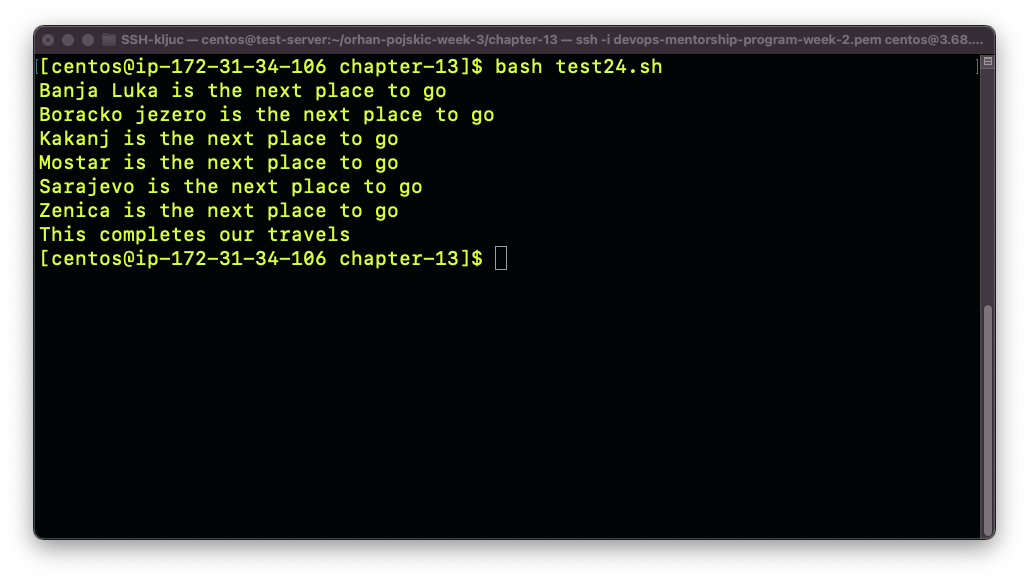 SSH-kljuc — centos@test-server:~/orhan-pojskic-week-3/chapter-13 — ssh -i devops-mentorship-program-week-2.pem centos@3.68....
[centos@ip-172-31-34-106 chapter-13]$ bash test24.sh
Banja Luka is the next place to go
Boracko jezero is the next place to go
Kakanj is the next place to go
Mostar is the next place to go
Sarajevo is the next place to go
Zenica is the next place to go
This completes our travels
[centos@ip-172-31-34-106 chapter-13]$